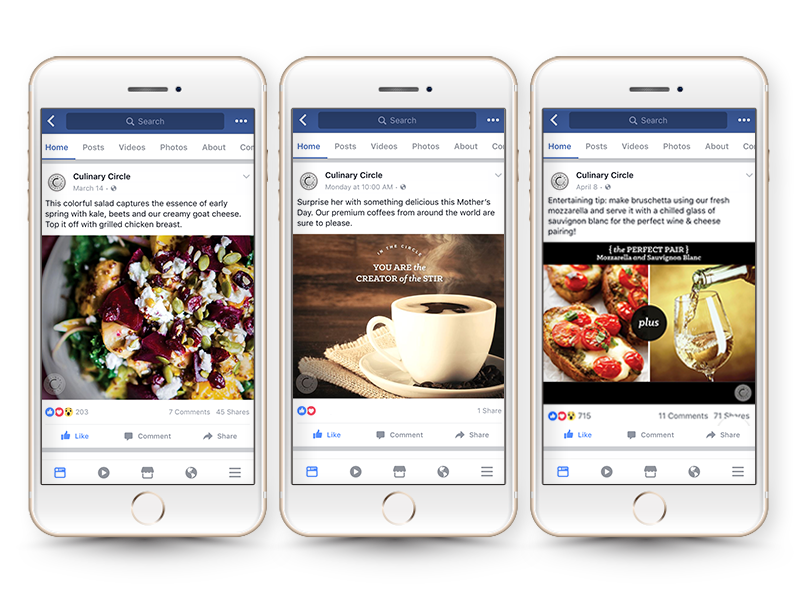 Search
Home Posts Videos Photos About Con
Culinary Circle
March 14
This colorful salad captures the essence of early
spring with kale, beets and our creamy goat cheese.
Top it off with grilled chicken breast.
203 7 Comments 45 Shares
Like Comment Share
Search
Home Posts Videos Photos About Co
Culinary Circle
Monday at 10:00 AM
Surprise her with something delicious this Mother's
Day. Our premium coffees from around the world are
sure to please.
IN THE CIRCLE
YOU ARE the
CREATOR of the STIR
1 Share
Like Comment Share
Search
Home Posts Videos Photos About Co
Culinary Circle
April 8
Entertaining tip: make bruschetta using our fresh
mozzarella and serve it with a chilled glass of
sauvignon blanc for the perfect wine & cheese
pairing!
{ the PERFECT PAIR }
Mozzarella and Sauvignon Blanc
plus
715 11 Comments 71 Shares
Like Comment Share